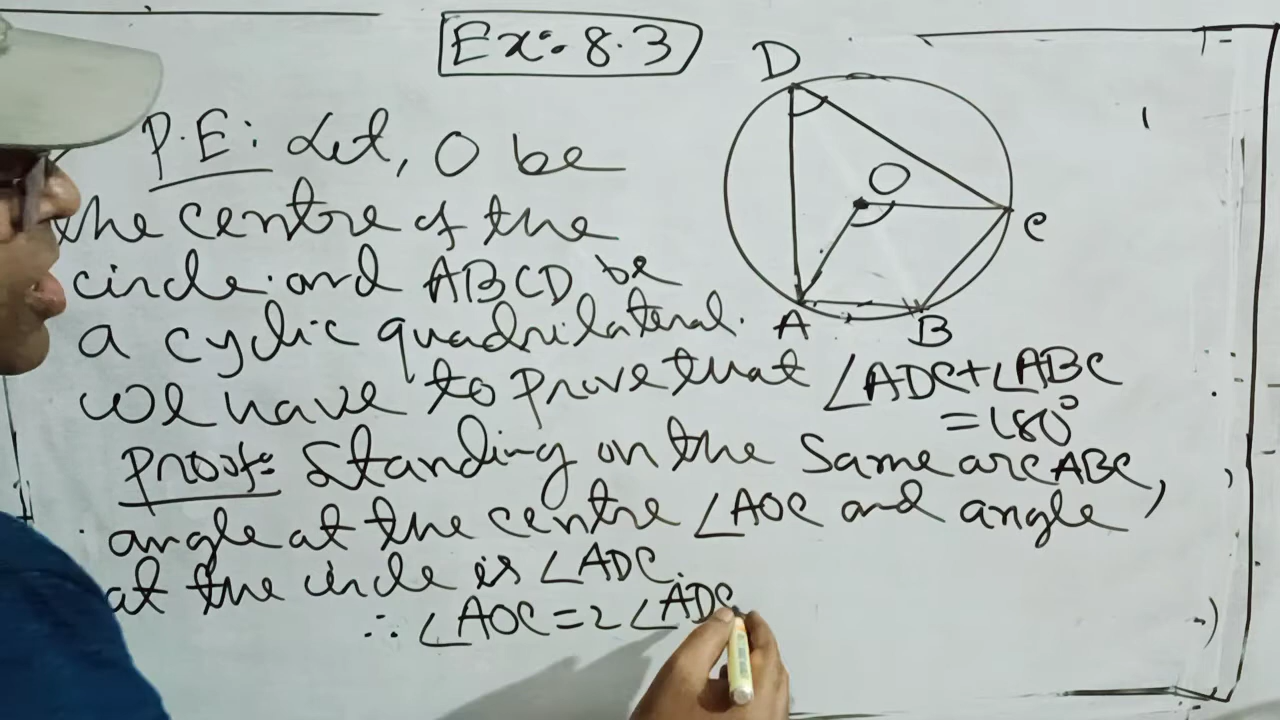 Ex:- 8.3
P.E: Let, O be
the centre of the
circle and ABCD be
a cyclic quadrilateral.
We have to prove that ∠ADC+∠ABC
=180°
Proof:- Standing on the same arc ABC,
angle at the centre ∠AOC and angle
at the circle is ∠ADC.
∴ ∠AOC=2∠ADC
D
O
C
A
B